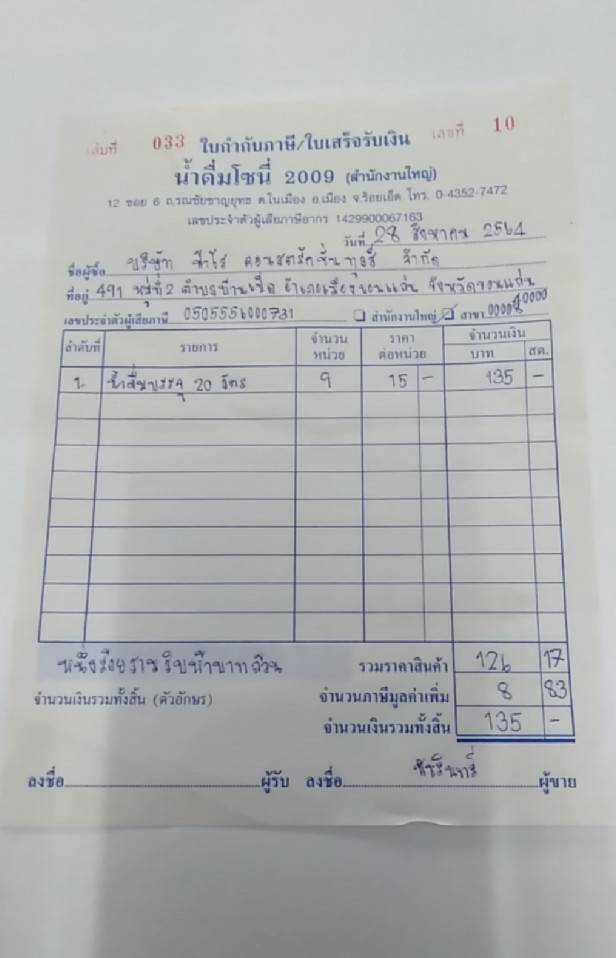 เล่มที่ 033 ใบกำกับภาษี/ใบเสร็จรับเงิน เลขที่ 10
น้ำดื่มโซนี่ 2009 (สำนักงานใหญ่)
12 ซอย 6 ถ.รณชัยชาญยุทธ ต.ในเมือง อ.เมือง จ.ร้อยเอ็ด โทร. 0-4352-7472
เลขประจำตัวผู้เสียภาษีอากร 1429900067163
วันที่ 28 สิงหาคม 2564
ชื่อผู้ซื้อ บริษัท คอนสตรัคชั่น จำกัด
ที่อยู่ 491 หมู่ที่2 ตำบลบ้านเป็ด อำเภอเมืองขอนแก่น จังหวัดขอนแก่น 40000
เลขประจำตัวผู้เสียภาษี 0505556000731 สำนักงานใหญ่/ สาขา
ลำดับที่ รายการ จำนวนหน่วย ราคาต่อหน่วย จำนวนเงิน
บาท สต.
1. น้ำดื่มบรรจุ 20 ลิตร 9 15 - 135 -
หนึ่งร้อยสามสิบห้าบาทถ้วน รวมราคาสินค้า 126 17
จำนวนเงินรวมทั้งสิ้น (ตัวอักษร) จำนวนภาษีมูลค่าเพิ่ม 8 83
จำนวนเงินรวมทั้งสิ้น 135 -
ลงชื่อ ผู้รับ ลงชื่อ ผู้ขาย